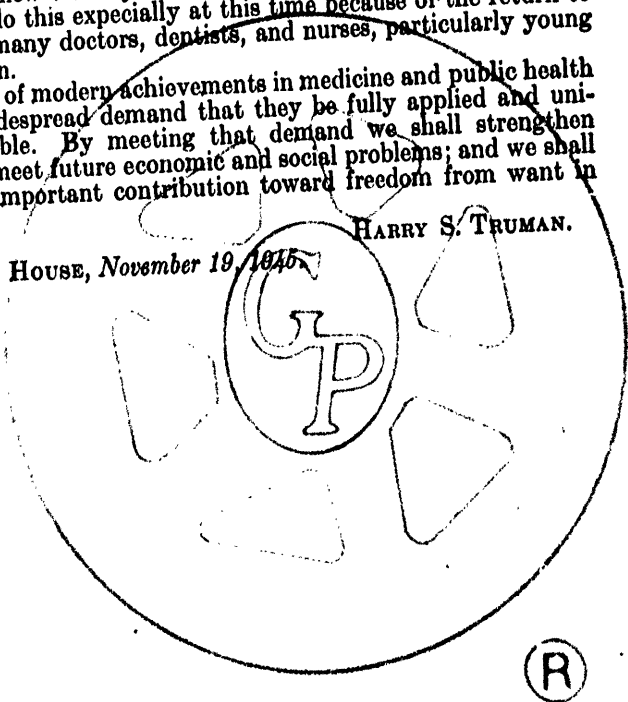 do this expecially at this time because of the return to
many doctors, dentists, and nurses, particularly young
n.
of modern achievements in medicine and public health
despread demand that they be fully applied and uni-
ble. By meeting that demand we shall strengthen
meet future economic and social problems; and we shall
mportant contribution toward freedom from want in
HARRY S. TRUMAN.
HOUSE, November 19, 1945.
GP
R